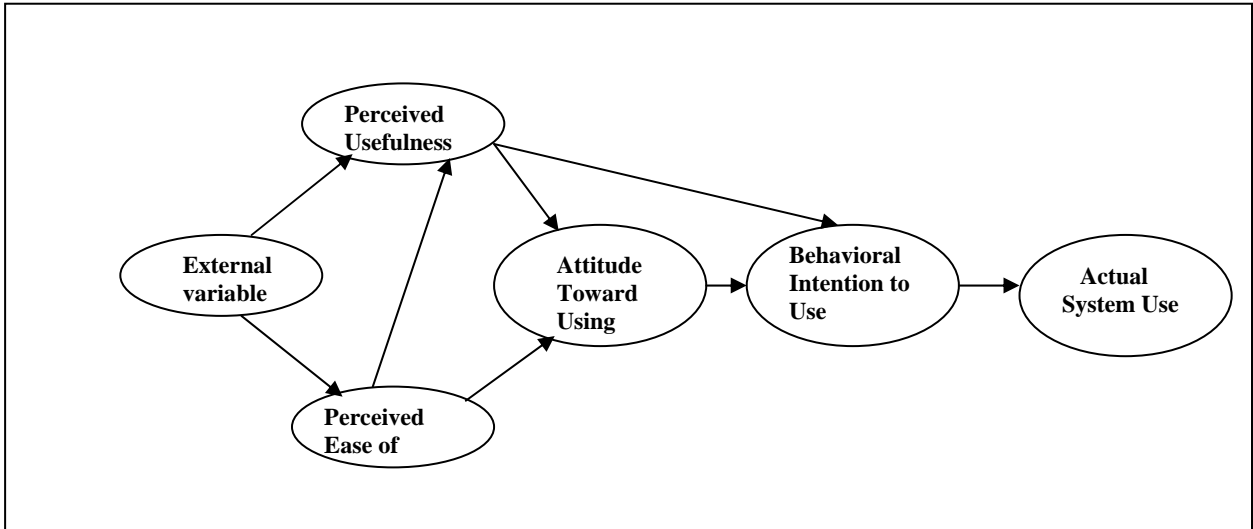 Perceived
Usefulness
External
variable
Attitude
Toward
Using
Behavioral
Intention to
Use
Actual
System Use
Perceived
Ease of